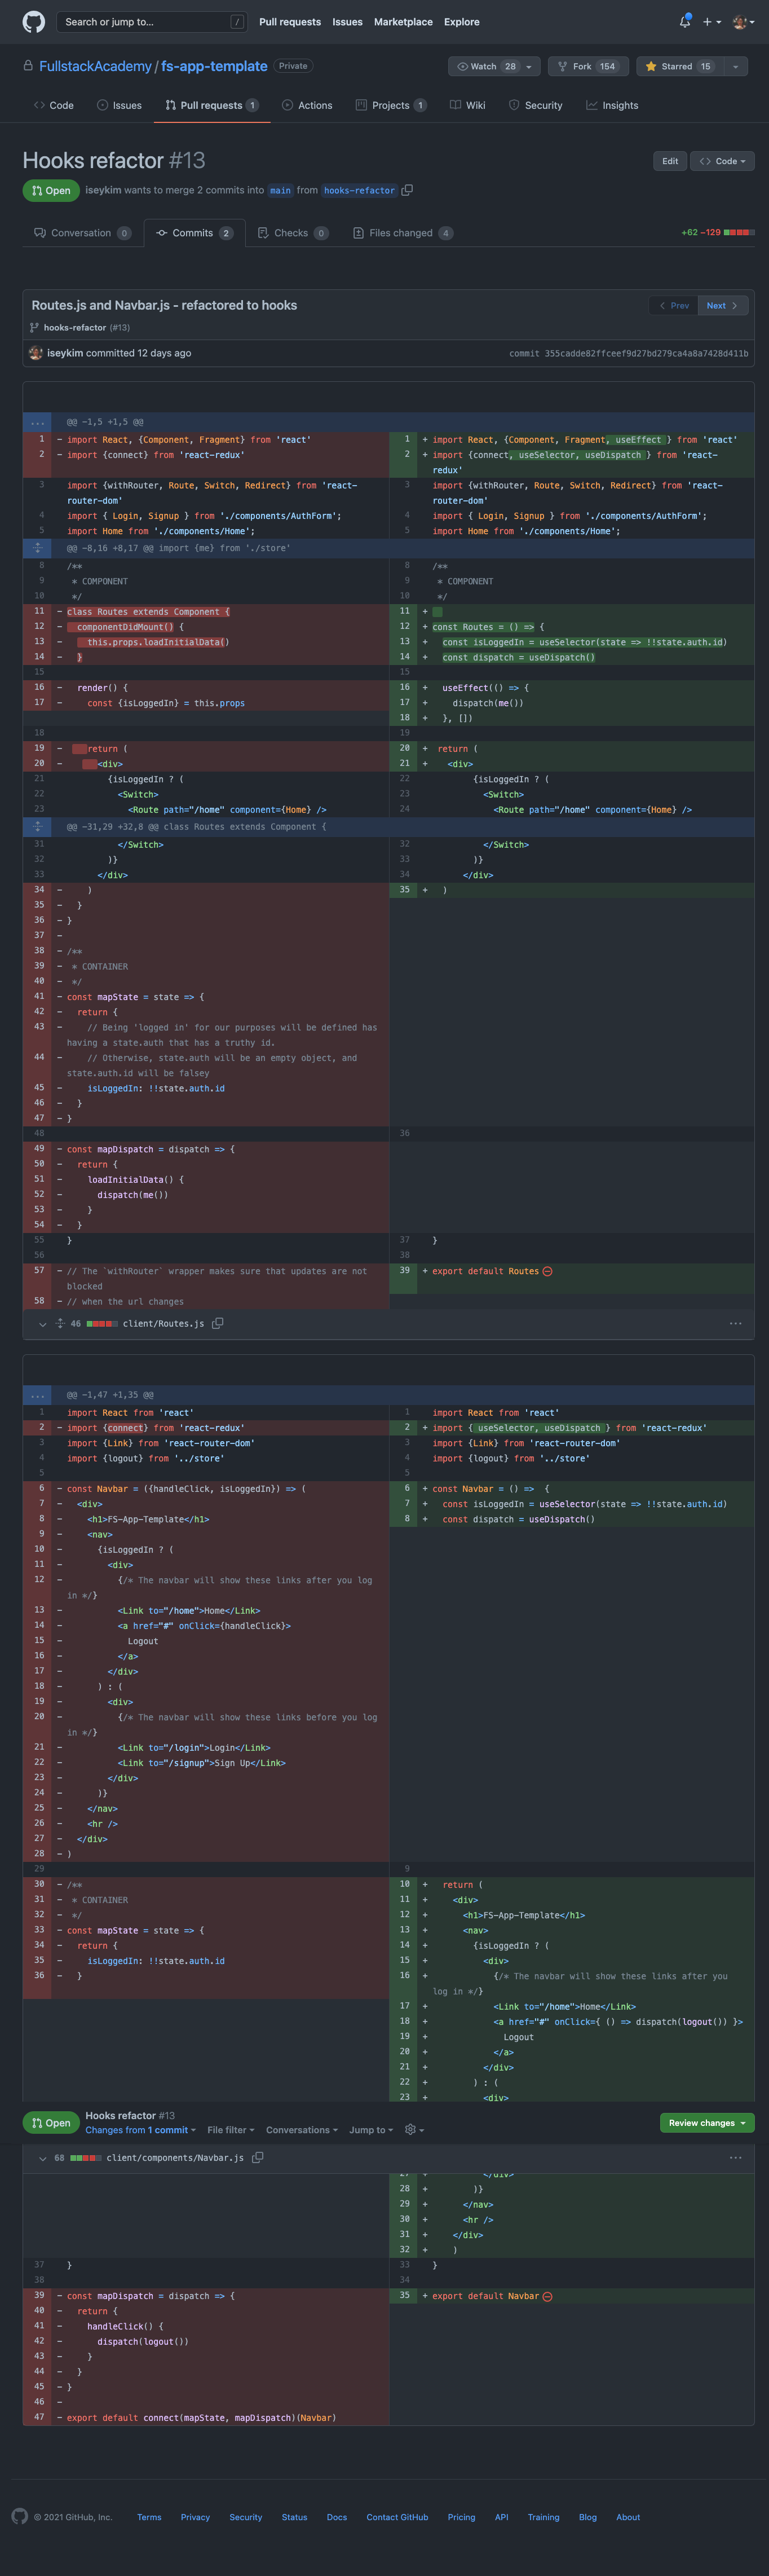 Search or jump to... /
Pull requests Issues Marketplace Explore
FullstackAcademy / fs-app-template Private
Watch 28 Fork 154 Starred 15
Code Issues Pull requests 1 Actions Projects 1 Wiki Security Insights
Hooks refactor #13
Edit Code
Open iseykim wants to merge 2 commits into main from hooks-refactor
Conversation 0 Commits 2 Checks 0 Files changed 4 +62 −129
Routes.js and Navbar.js - refactored to hooks
Prev Next
hooks-refactor (#13)
iseykim committed 12 days ago
commit 355cadde82ffceef9d27bd279ca4a8a7428d411b
... @@ -1,5 +1,5 @@
1 - import React, {Component, Fragment} from 'react'
1 + import React, {Component, Fragment, useEffect } from 'react'
2 - import {connect} from 'react-redux'
2 + import {connect, useSelector, useDispatch } from 'react-
redux'
3 import {withRouter, Route, Switch, Redirect} from 'react-
router-dom'
3 import {withRouter, Route, Switch, Redirect} from 'react-
router-dom'
4 import { Login, Signup } from './components/AuthForm';
4 import { Login, Signup } from './components/AuthForm';
5 import Home from './components/Home';
5 import Home from './components/Home';
@@ -8,16 +8,17 @@ import {me} from './store'
8 /**
8 /**
9 * COMPONENT
9 * COMPONENT
10 */
10 */
11 - class Routes extends Component {
11 +
12 - componentDidMount() {
12 + const Routes = () => {
13 - this.props.loadInitialData()
13 + const isLoggedIn = useSelector(state => !!state.auth.id)
14 - }
14 + const dispatch = useDispatch()
15
15
16 - render() {
16 + useEffect(() => {
17 - const {isLoggedIn} = this.props
17 + dispatch(me())
18 + }, [])
18
19
19 - return (
20 + return (
20 - <div>
21 + <div>
21 {isLoggedIn ? (
22 {isLoggedIn ? (
22 <Switch>
23 <Switch>
23 <Route path="/home" component={Home} />
24 <Route path="/home" component={Home} />
@@ -31,29 +32,8 @@ class Routes extends Component {
31 </Switch>
32 </Switch>
32 )}
33 )}
33 </div>
34 </div>
34 - )
35 + )
35 - }
36 - }
37 -
38 - /**
39 - * CONTAINER
40 - */
41 - const mapState = state => {
42 - return {
43 - // Being 'logged in' for our purposes will be defined has
having a state.auth that has a truthy id.
44 - // Otherwise, state.auth will be an empty object, and
state.auth.id will be falsey
45 - isLoggedIn: !!state.auth.id
46 - }
47 - }
48
36
49 - const mapDispatch = dispatch => {
50 - return {
51 - loadInitialData() {
52 - dispatch(me())
53 - }
54 - }
55 }
37 }
56
38
57 - // The `withRouter` wrapper makes sure that updates are not
blocked
39 + export default Routes
58 - // when the url changes
46 client/Routes.js
... @@ -1,47 +1,35 @@
1 import React from 'react'
1 import React from 'react'
2 - import {connect} from 'react-redux'
2 + import { useSelector, useDispatch } from 'react-redux'
3 import {Link} from 'react-router-dom'
3 import {Link} from 'react-router-dom'
4 import {logout} from '../store'
4 import {logout} from '../store'
5
5
6 - const Navbar = ({handleClick, isLoggedIn}) => (
6 + const Navbar = () => {
7 - <div>
7 + const isLoggedIn = useSelector(state => !!state.auth.id)
8 - <h1>FS-App-Template</h1>
8 + const dispatch = useDispatch()
9 - <nav>
10 - {isLoggedIn ? (
11 - <div>
12 - {/* The navbar will show these links after you log
in */}
13 - <Link to="/home">Home</Link>
14 - <a href="#" onClick={handleClick}>
15 - Logout
16 - </a>
17 - </div>
18 - ) : (
19 - <div>
20 - {/* The navbar will show these links before you log
in */}
21 - <Link to="/login">Login</Link>
22 - <Link to="/signup">Sign Up</Link>
23 - </div>
24 - )}
25 - </nav>
26 - <hr />
27 - </div>
28 - )
29
9
30 - /**
10 + return (
31 - * CONTAINER
11 + <div>
32 - */
12 + <h1>FS-App-Template</h1>
33 - const mapState = state => {
13 + <nav>
34 - return {
14 + {isLoggedIn ? (
35 - isLoggedIn: !!state.auth.id
15 + <div>
36 - }
16 + {/* The navbar will show these links after you
log in */}
17 + <Link to="/home">Home</Link>
18 + <a href="#" onClick={ () => dispatch(logout()) }>
19 + Logout
20 + </a>
21 + </div>
22 + ) : (
23 + <div>
Open Hooks refactor #13
Changes from 1 commit File filter Conversations Jump to
Review changes
68 client/components/Navbar.js
27 + </div>
28 + )}
29 + </nav>
30 + <hr />
31 + </div>
32 + )
37 }
33 }
38
34
39 - const mapDispatch = dispatch => {
35 + export default Navbar
40 - return {
41 - handleClick() {
42 - dispatch(logout())
43 - }
44 - }
45 - }
46 -
47 - export default connect(mapState, mapDispatch)(Navbar)
© 2021 GitHub, Inc. Terms Privacy Security Status Docs Contact GitHub Pricing API Training Blog About